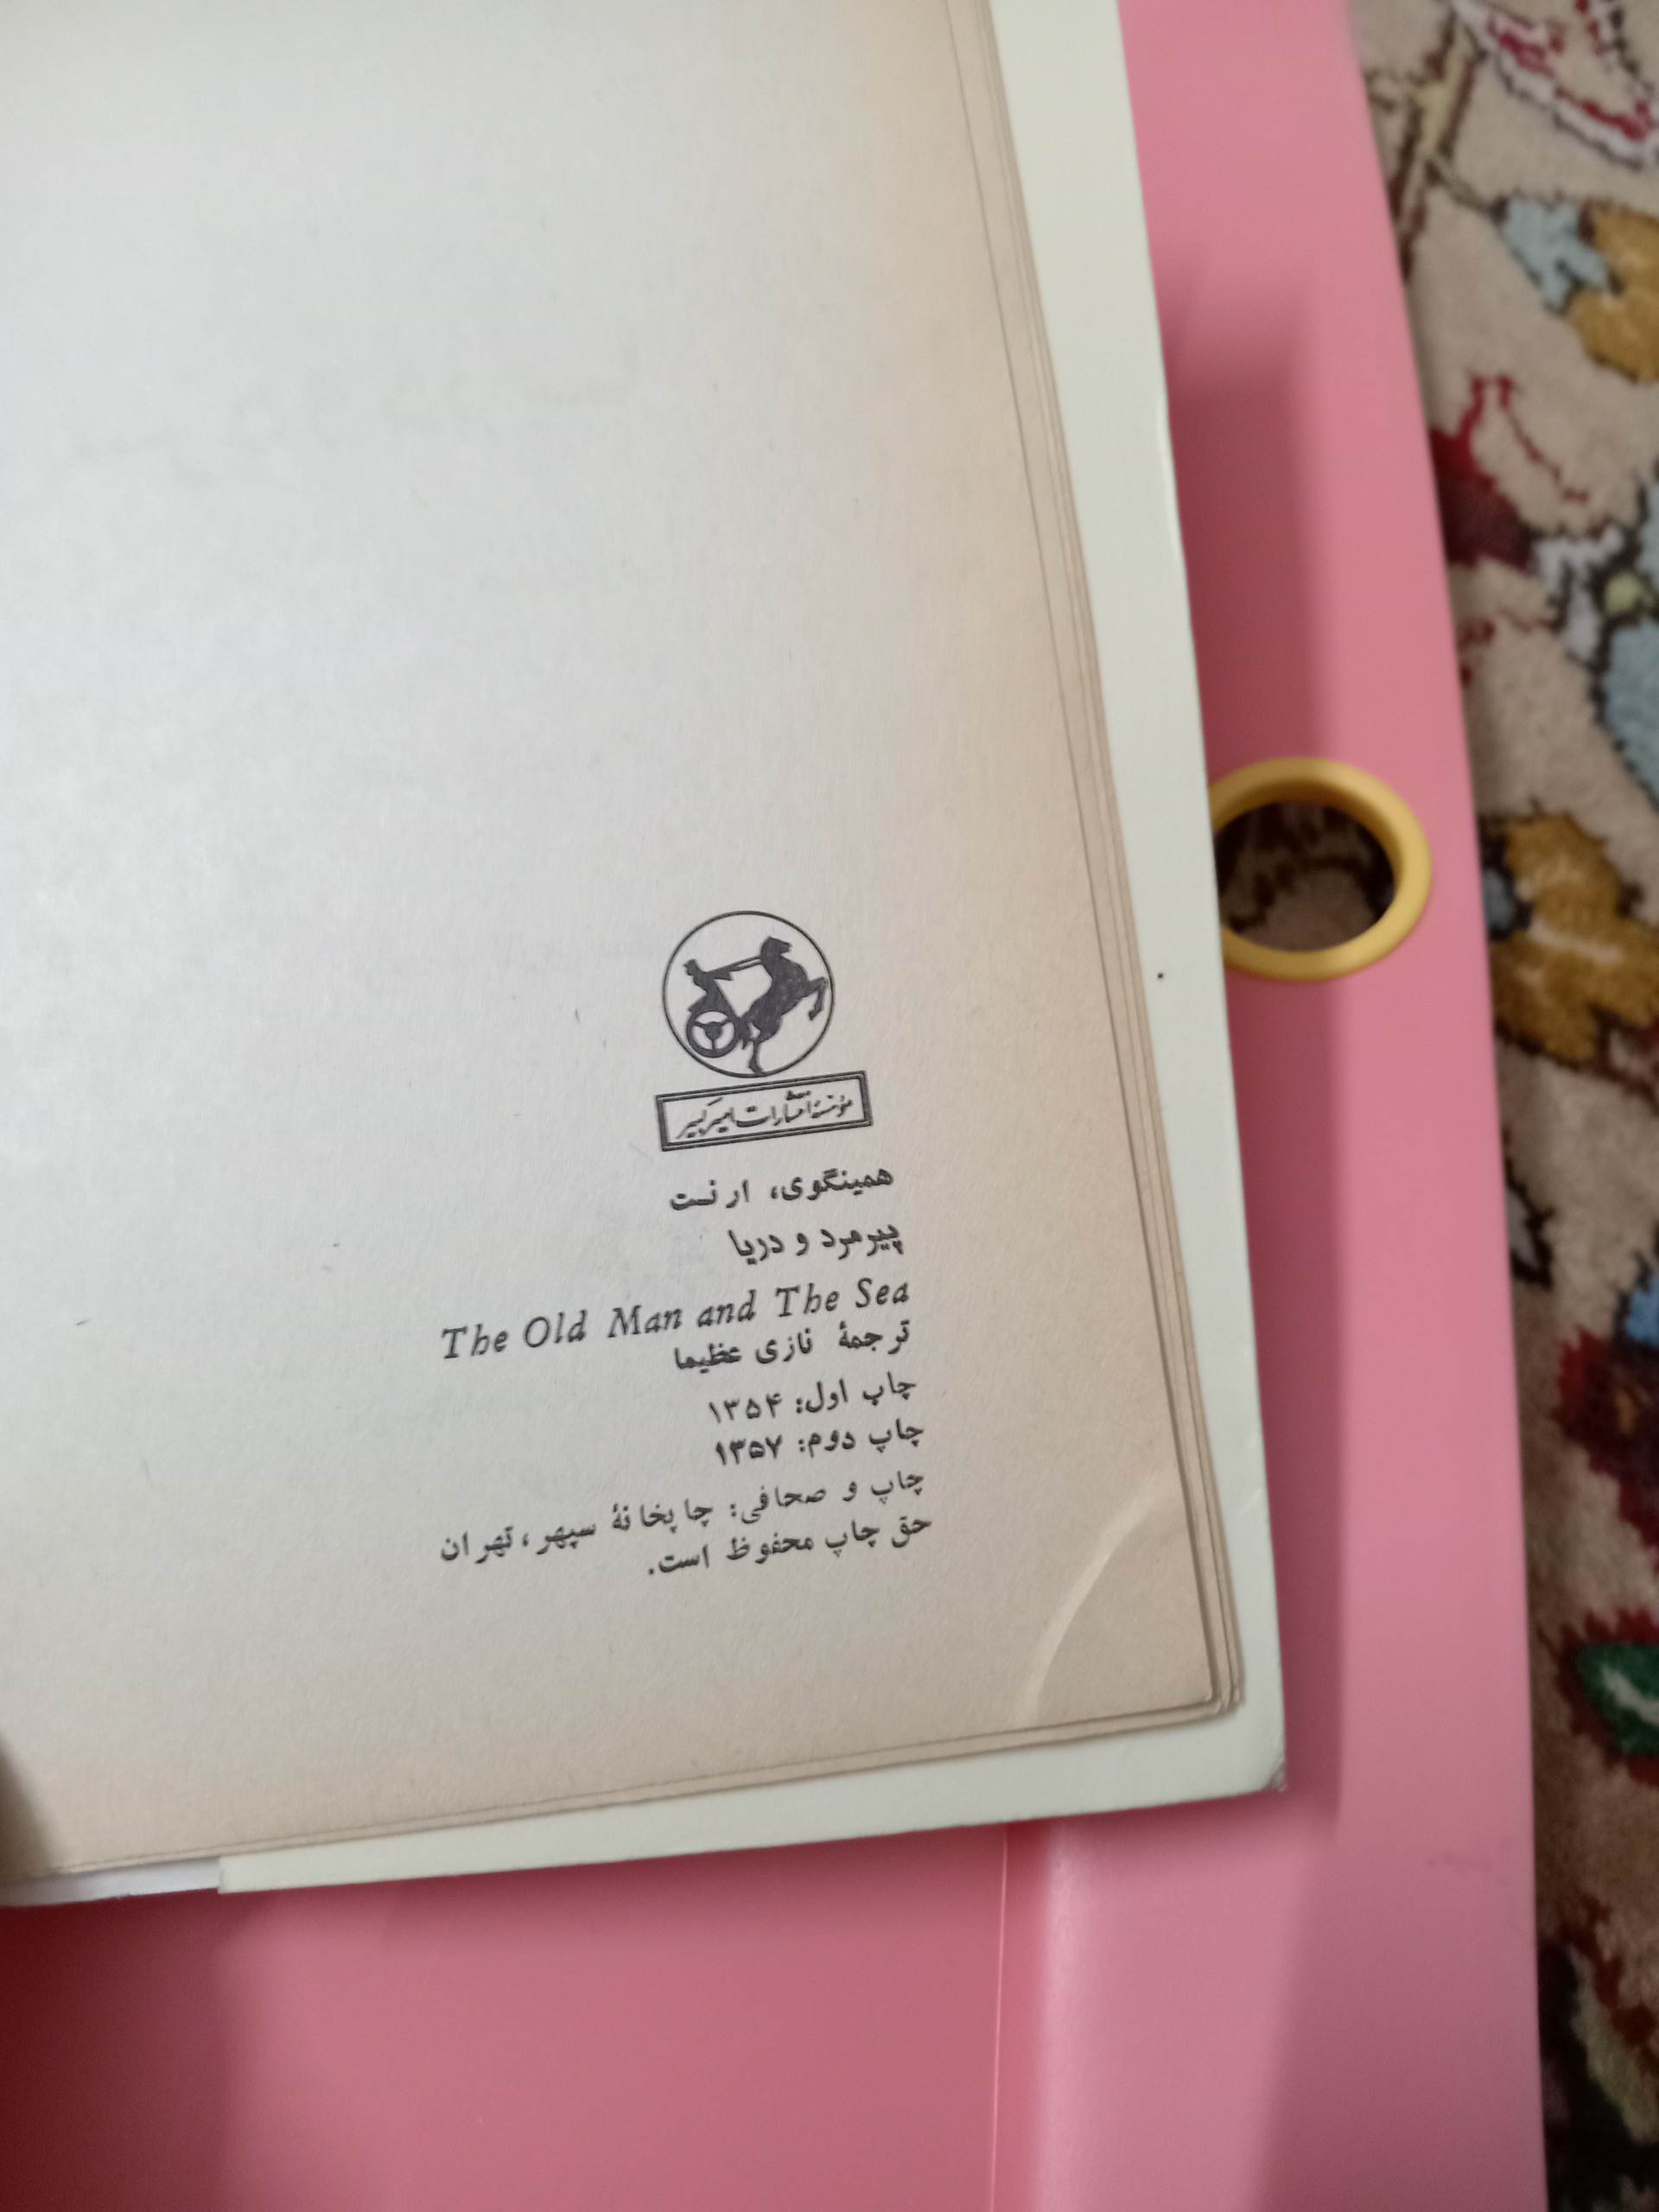 مؤسسهٔ انتشارات امیرکبیر
همینگوی، ارنست
پیرمرد و دریا
The Old Man and The Sea
ترجمهٔ نازی عظیما
چاپ اول: ۱۳۵۴
چاپ دوم: ۱۳۵۷
چاپ و صحافی: چاپخانهٔ سپهر، تهران
حق چاپ محفوظ است.